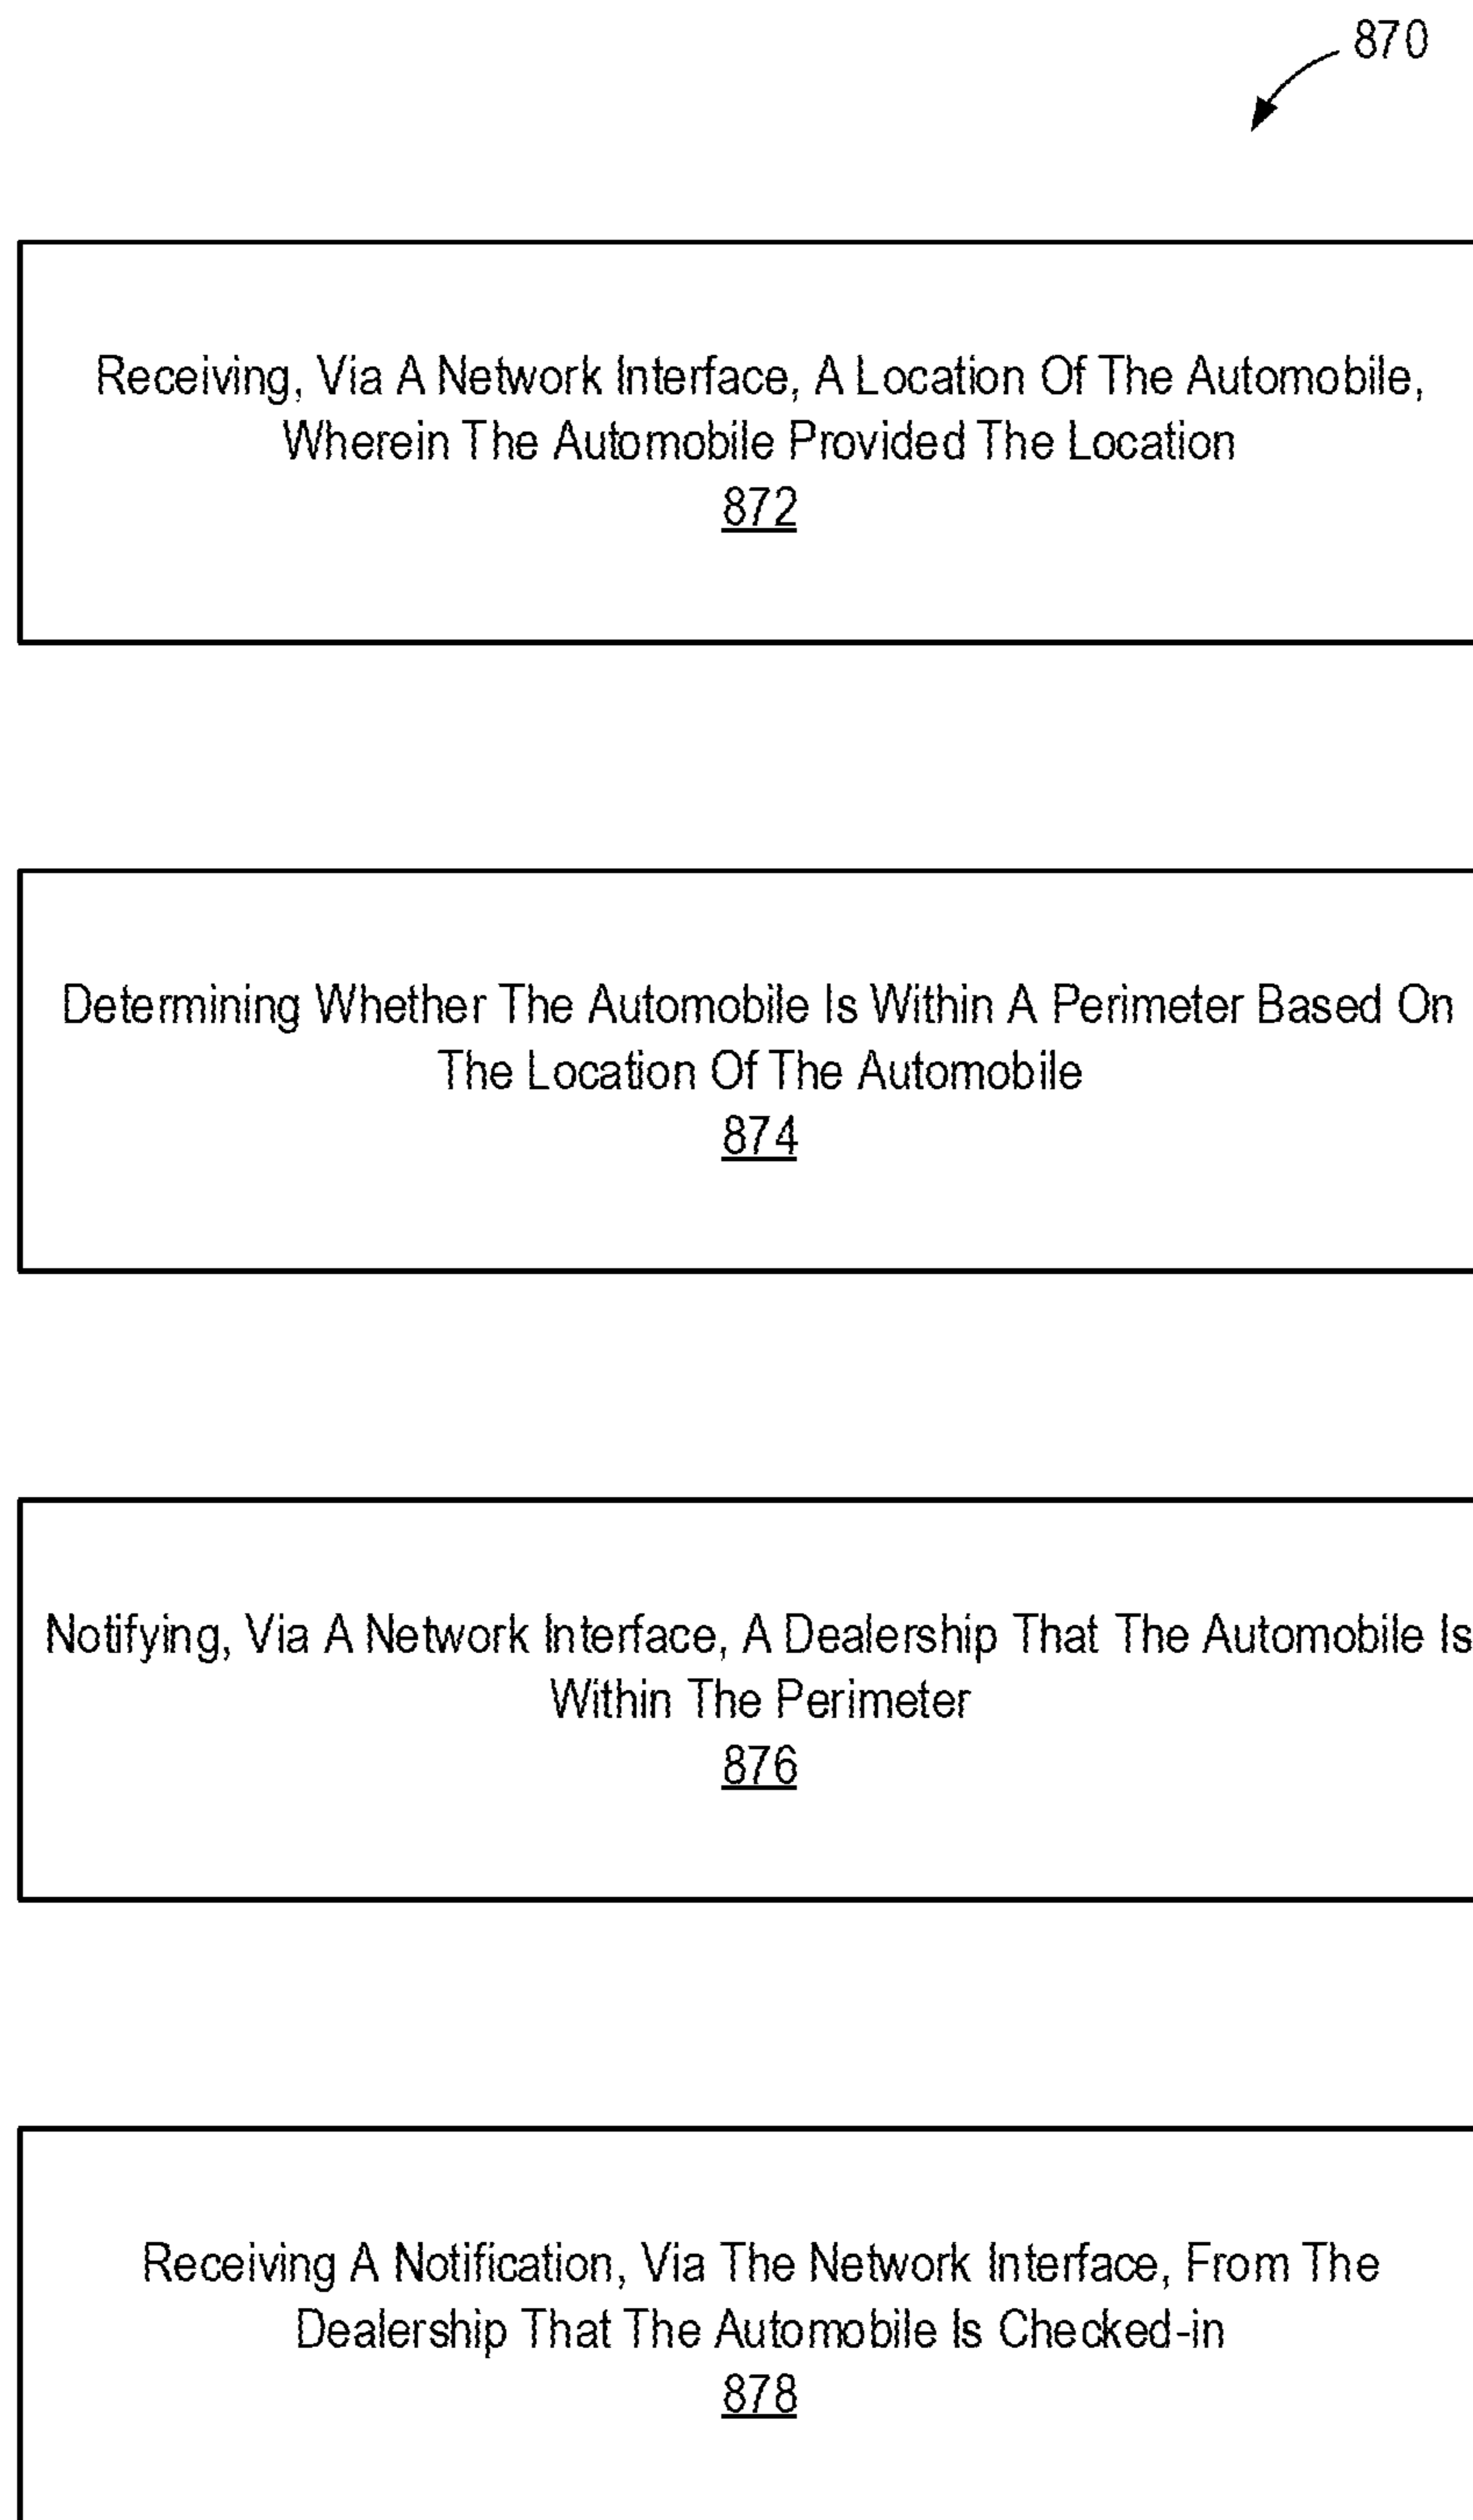 870
Receiving, Via A Network Interface, A Location Of The Automobile,
Wherein The Automobile Provided The Location
872
Determining Whether The Automobile Is Within A Perimeter Based On
The Location Of The Automobile
874
Notifying, Via A Network Interface, A Dealership That The Automobile Is
Within The Perimeter
876
Receiving A Notification, Via The Network Interface, From The
Dealership That The Automobile Is Checked-in
878